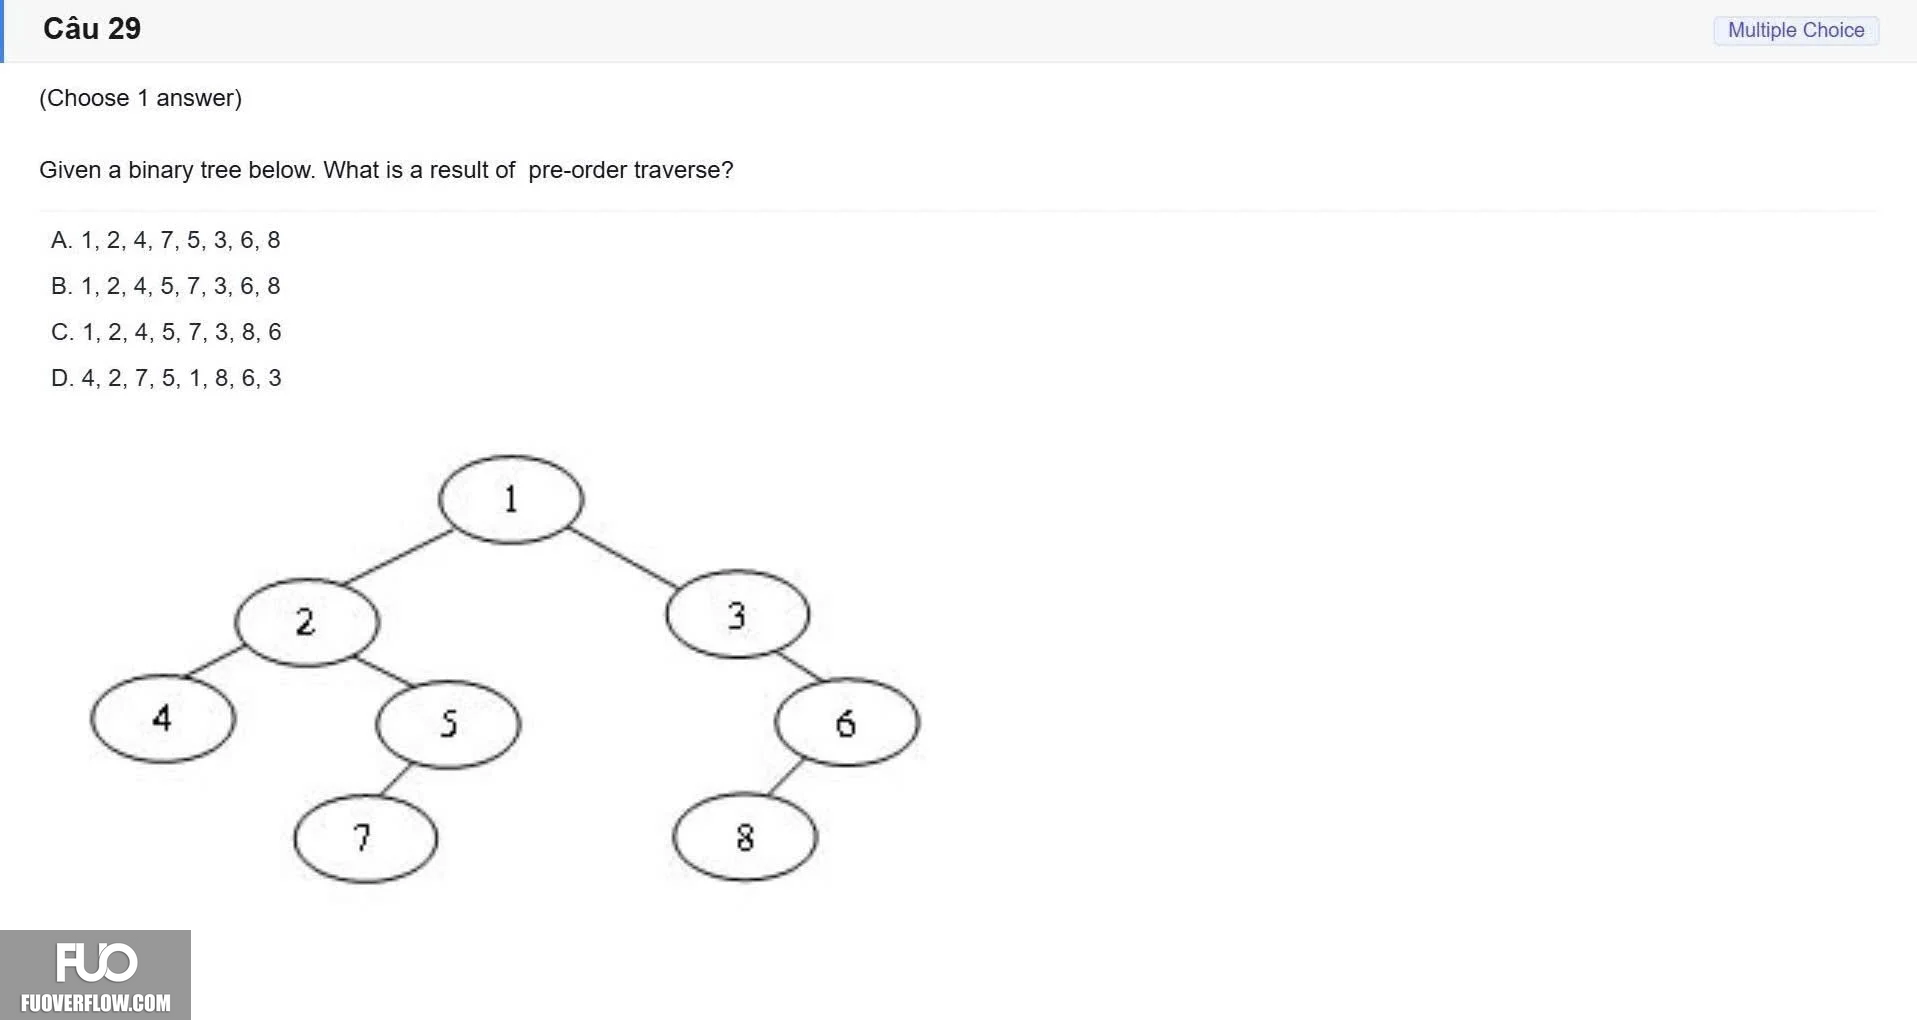 Câu 29
Multiple Choice
(Choose 1 answer)
Given a binary tree below. What is a result of  pre-order traverse?
A. 1, 2, 4, 7, 5, 3, 6, 8
B. 1, 2, 4, 5, 7, 3, 6, 8
C. 1, 2, 4, 5, 7, 3, 8, 6
D. 4, 2, 7, 5, 1, 8, 6, 3
1
2
3
4
5
6
7
8
FUO
FUOVERFLOW.COM